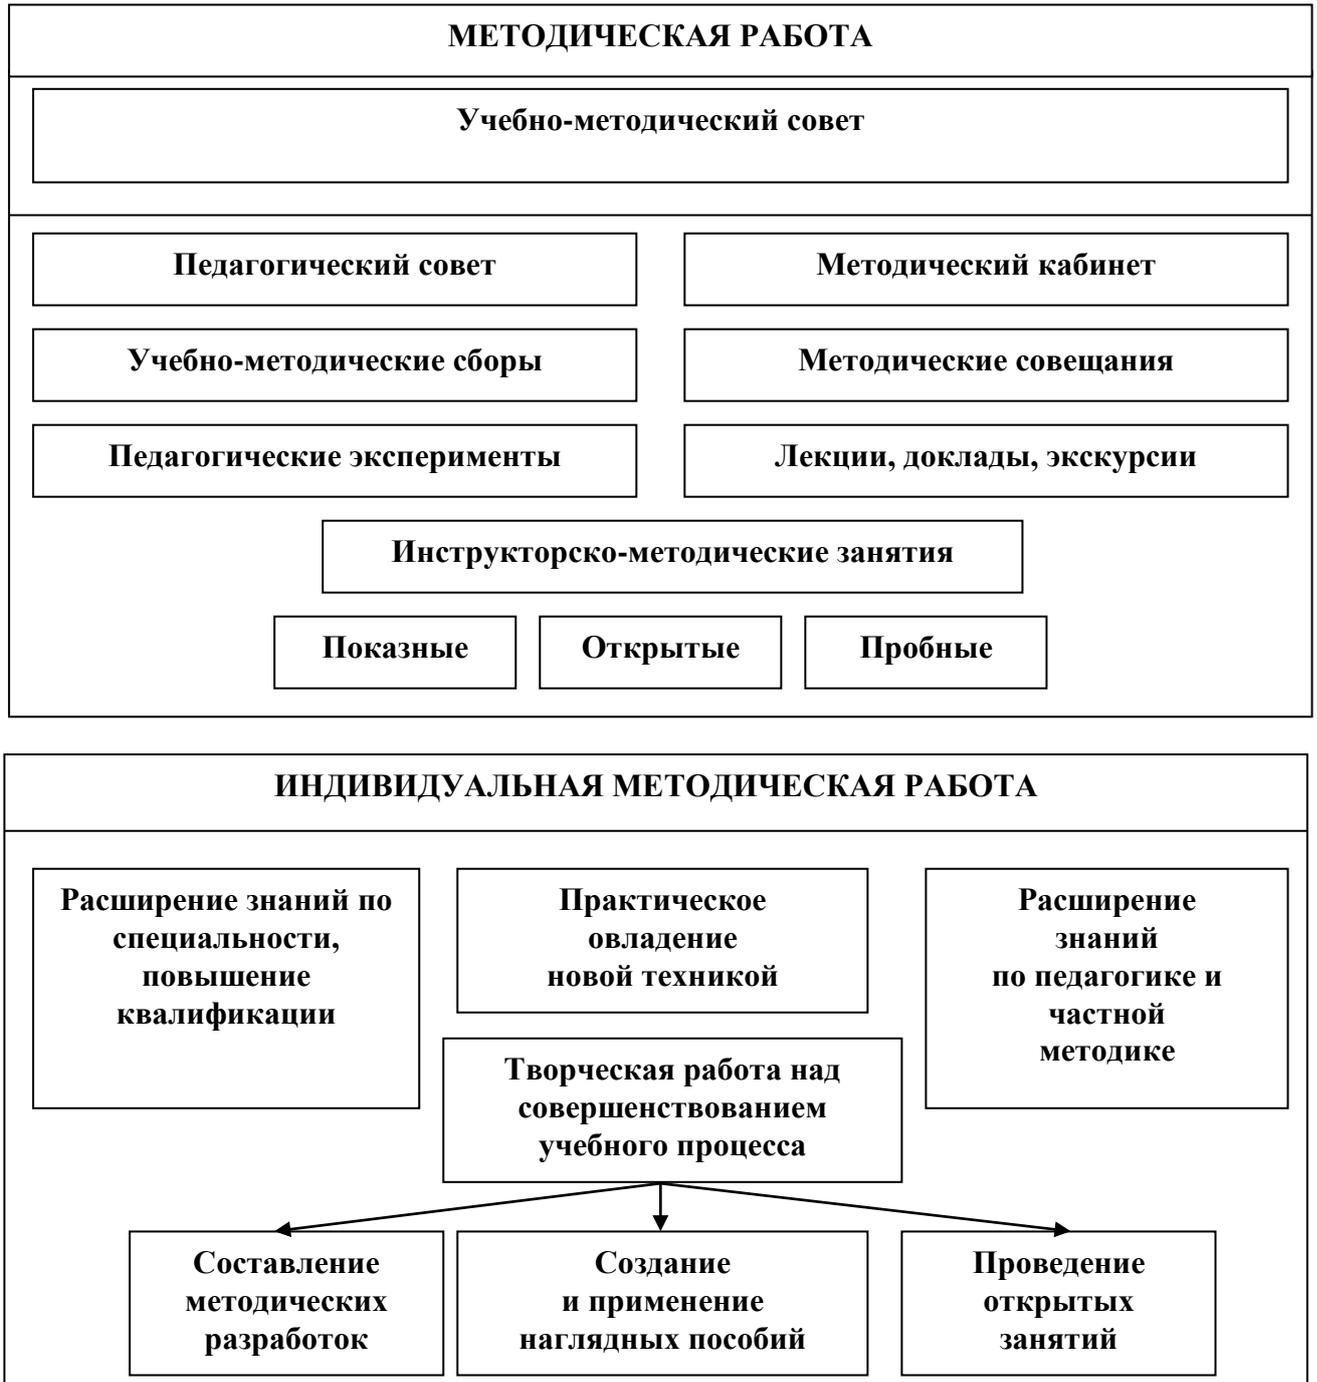 МЕТОДИЧЕСКАЯ РАБОТА
Учебно-методический совет
Педагогический совет
Методический кабинет
Учебно-методические сборы
Методические совещания
Педагогические эксперименты
Лекции, доклады, экскурсии
Инструкторско-методические занятия
Показные
Открытые
Пробные
ИНДИВИДУАЛЬНАЯ МЕТОДИЧЕСКАЯ РАБОТА
Расширение знаний по
специальности,
повышение
квалификации
Практическое
овладение
новой техникой
Расширение
знаний
по педагогике и
частной
методике
Творческая работа над
совершенствованием
учебного процесса
Составление
методических
разработок
Создание
и применение
наглядных пособий
Проведение
открытых
занятий